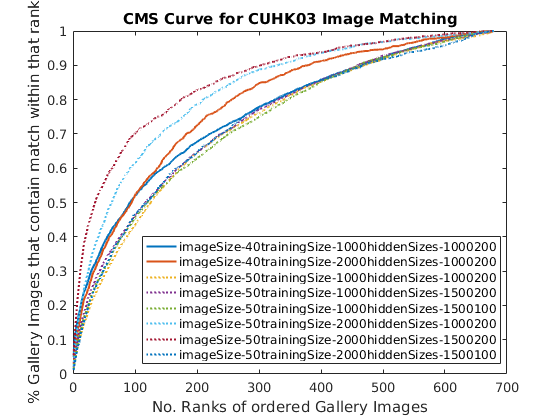 CMS Curve for CUHK03 Image Matching
% Gallery Images that contain match within that rank
1
0.9
0.8
0.7
0.6
0.5
0.4
0.3
0.2
0.1
0
imageSize-40trainingSize-1000hiddenSizes-1000200
imageSize-40trainingSize-2000hiddenSizes-1000200
imageSize-50trainingSize-1000hiddenSizes-1000200
imageSize-50trainingSize-1000hiddenSizes-1500200
imageSize-50trainingSize-1000hiddenSizes-1500100
imageSize-50trainingSize-2000hiddenSizes-1000200
imageSize-50trainingSize-2000hiddenSizes-1500200
imageSize-50trainingSize-2000hiddenSizes-1500100
0 100 200 300 400 500 600 700
No. Ranks of ordered Gallery Images